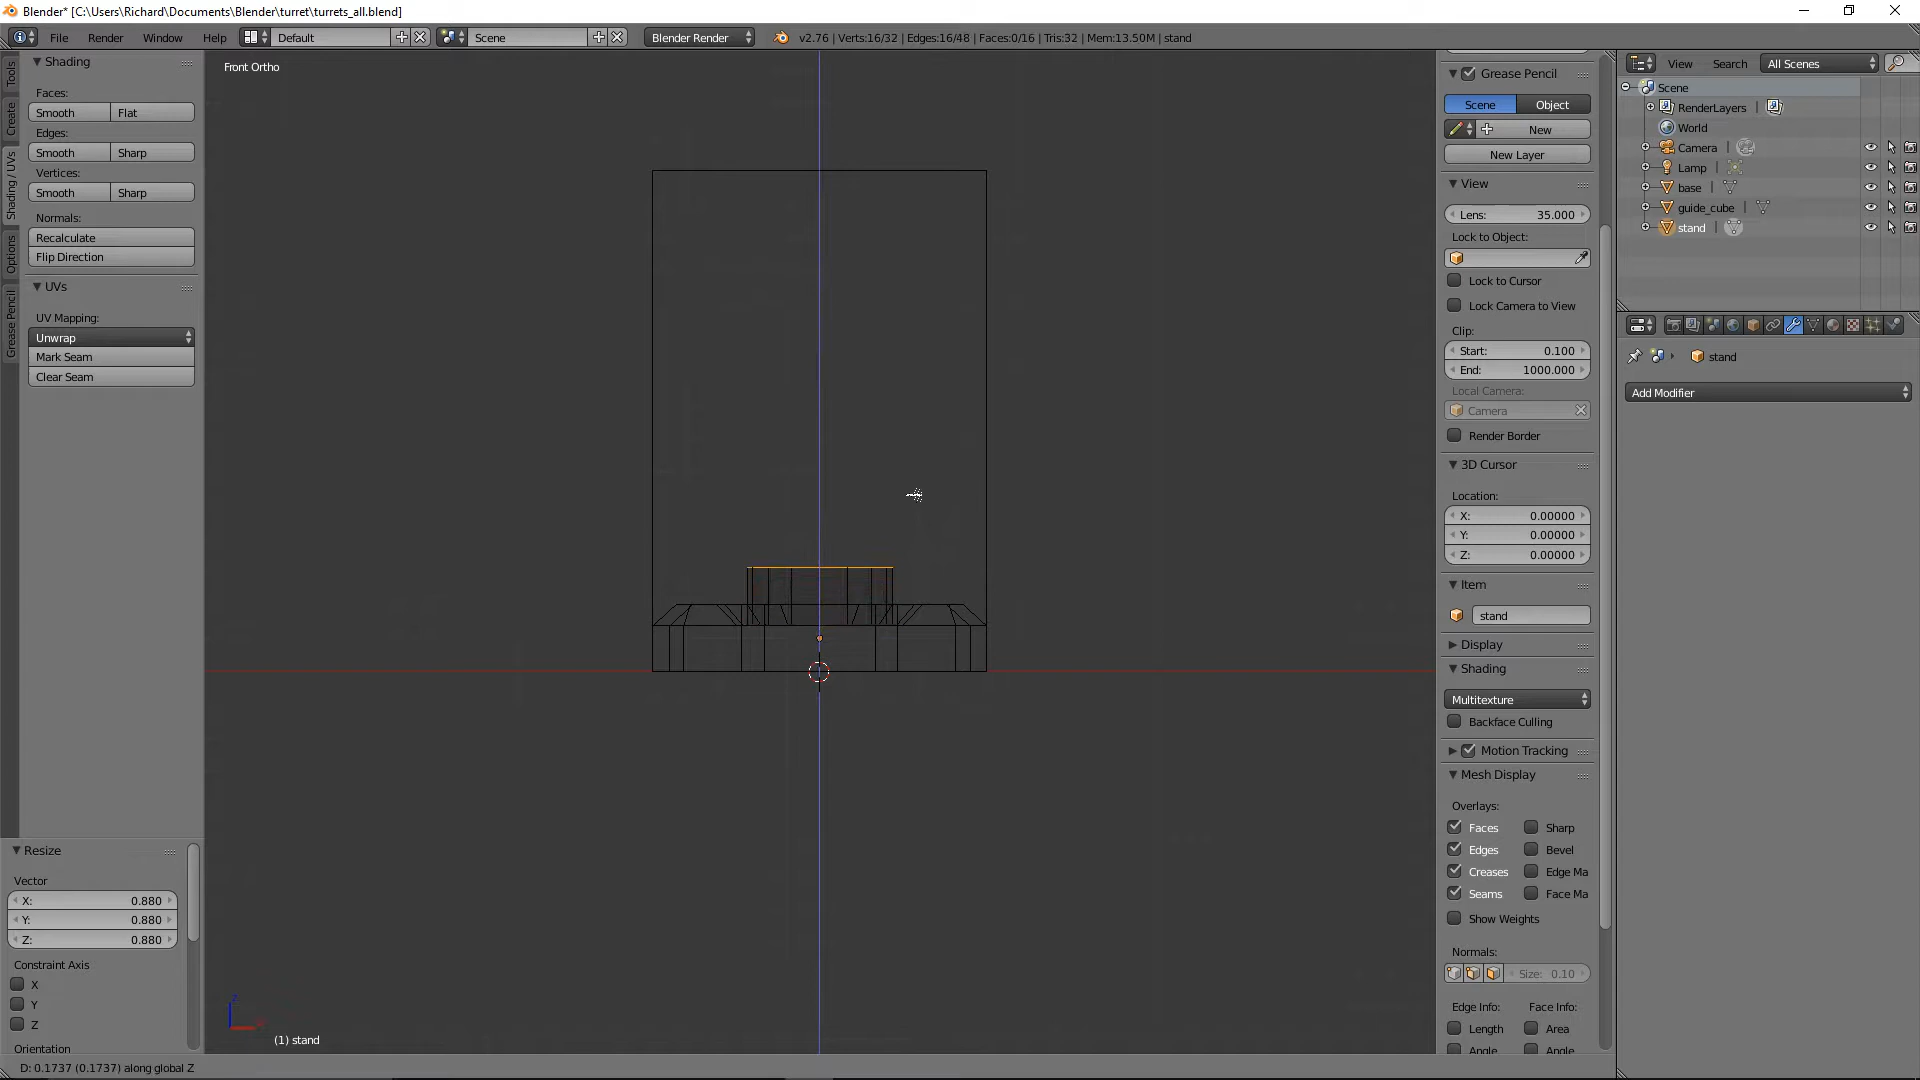 Blender* [C:\Users\Richard\Documents\Blender\turret\turrets_all.blend]
File Render Window Help Default Scene Blender Render v2.76 | Verts:16/32 | Edges:16/48 | Faces:0/16 | Tris:32 | Mem:13.50M | stand
Tools
Create
Shading / UVs
Options
Grease Pencil
Shading
Faces:
Smooth Flat
Edges:
Smooth Sharp
Vertices:
Smooth Sharp
Normals:
Recalculate
Flip Direction
UVs
UV Mapping:
Unwrap
Mark Seam
Clear Seam
Resize
Vector
X: 0.880
Y: 0.880
Z: 0.880
Constraint Axis
X
Y
Z
Orientation
D: 0.1737 (0.1737) along global Z
Front Ortho
(1) stand
Grease Pencil
Scene Object
New
New Layer
View
Lens: 35.000
Lock to Object:
Lock to Cursor
Lock Camera to View
Clip:
Start: 0.100
End: 1000.000
Local Camera:
Camera
Render Border
3D Cursor
Location:
X: 0.00000
Y: 0.00000
Z: 0.00000
Item
stand
Display
Shading
Multitexture
Backface Culling
Motion Tracking
Mesh Display
Overlays:
Faces Sharp
Edges Bevel
Creases Edge Ma
Seams Face Ma
Show Weights
Normals:
Size: 0.10
Edge Info: Face Info:
Length Area
Angle Angle
View Search All Scenes
Scene
RenderLayers |
World
Camera |
Lamp |
base |
guide_cube |
stand |
stand
Add Modifier